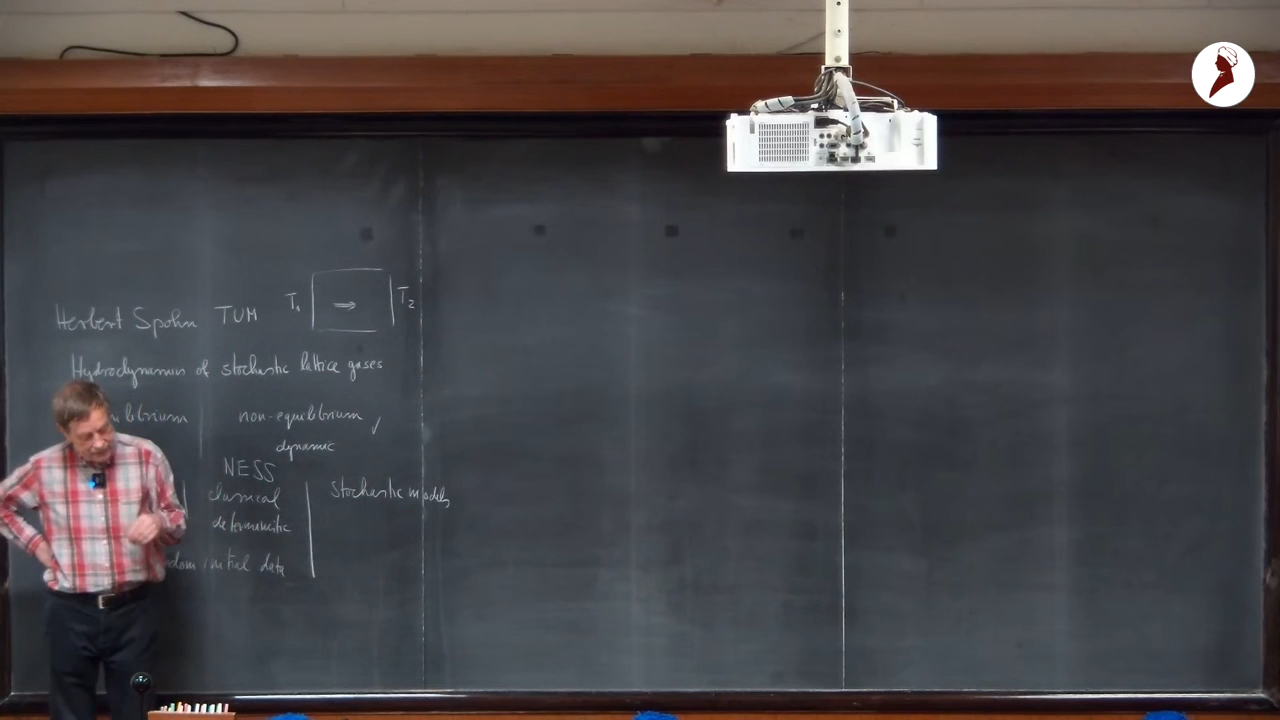 Herbert Spohn TUM T₁ ⇒ T₂
Hydrodynamics of stochastic lattice gases
non-equilibrium ✓
dynamic
NESS
classical stochastic models
deterministic
initial data